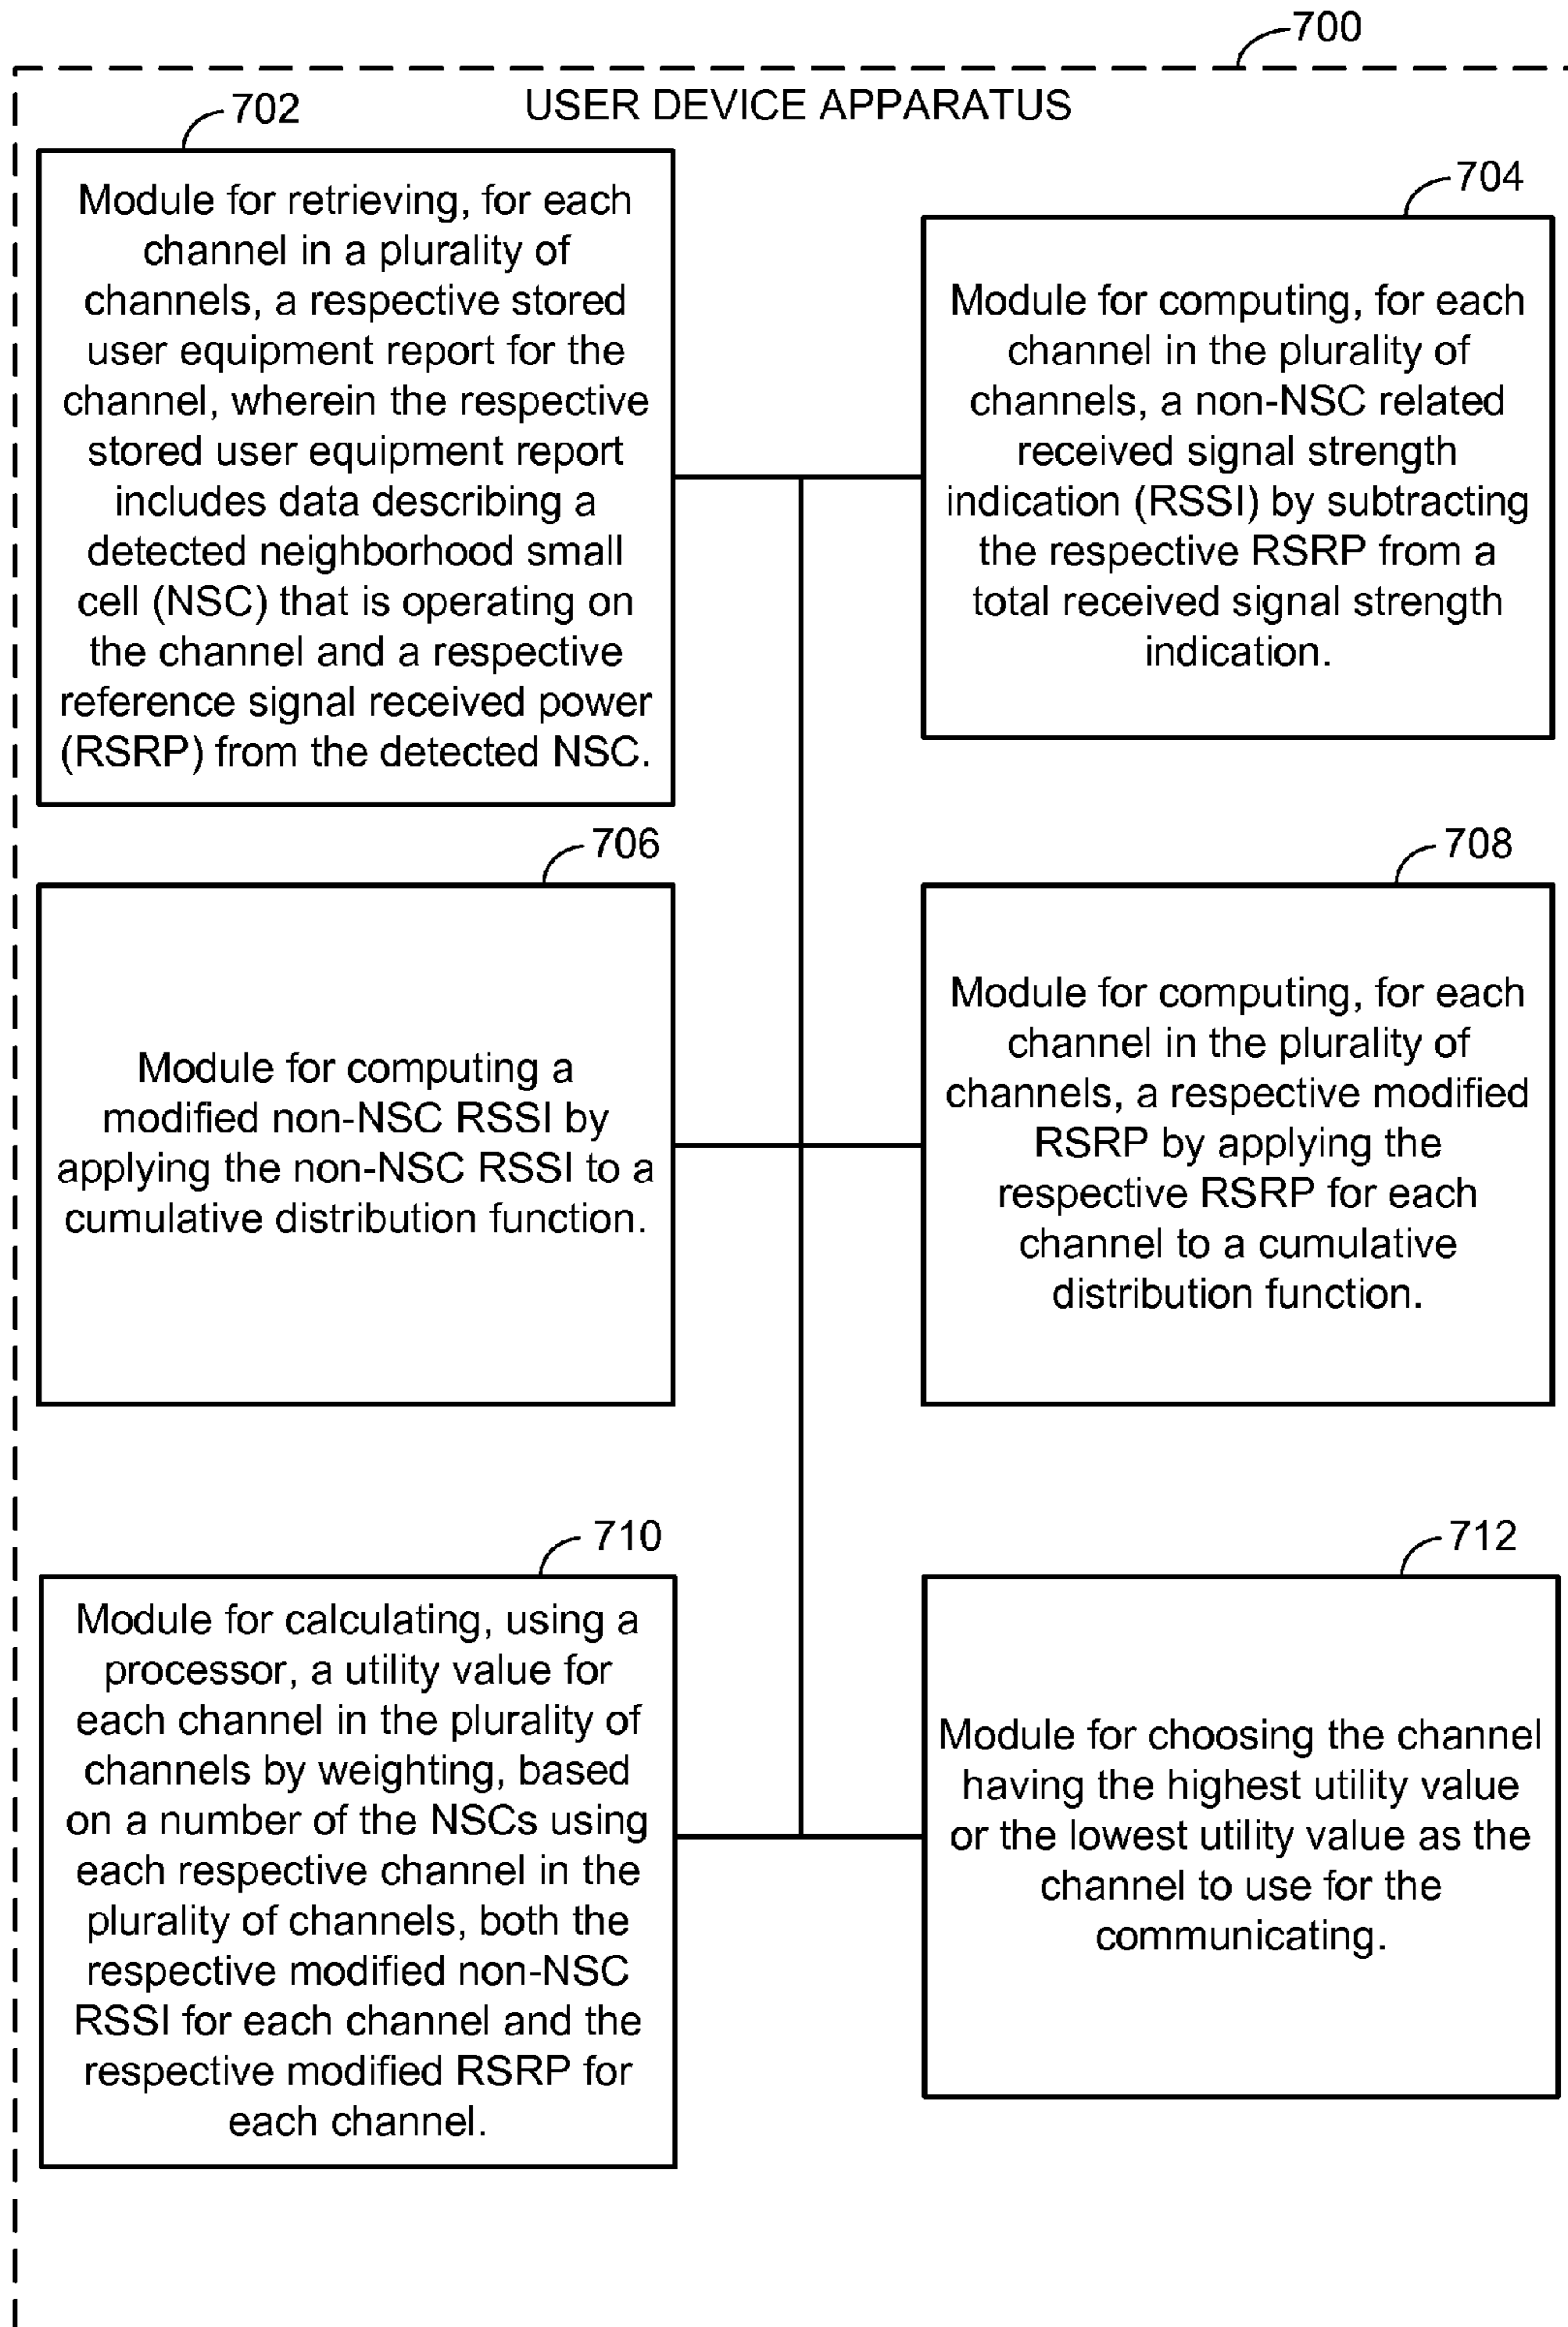 700
USER DEVICE APPARATUS
702
Module for retrieving, for each
channel in a plurality of
channels, a respective stored
user equipment report for the
channel, wherein the respective
stored user equipment report
includes data describing a
detected neighborhood small
cell (NSC) that is operating on
the channel and a respective
reference signal received power
(RSRP) from the detected NSC.
704
Module for computing, for each
channel in the plurality of
channels, a non-NSC related
received signal strength
indication (RSSI) by subtracting
the respective RSRP from a
total received signal strength
indication.
706
Module for computing a
modified non-NSC RSSI by
applying the non-NSC RSSI to a
cumulative distribution function.
708
Module for computing, for each
channel in the plurality of
channels, a respective modified
RSRP by applying the
respective RSRP for each
channel to a cumulative
distribution function.
710
Module for calculating, using a
processor, a utility value for
each channel in the plurality of
channels by weighting, based
on a number of the NSCs using
each respective channel in the
plurality of channels, both the
respective modified non-NSC
RSSI for each channel and the
respective modified RSRP for
each channel.
712
Module for choosing the channel
having the highest utility value
or the lowest utility value as the
channel to use for the
communicating.